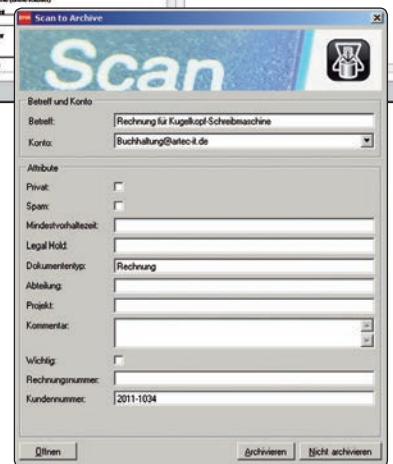 Scan to Archive
Scan
Betreff und Konto
Betreff: Rechnung für Kugelkopf-Schreibmaschine
Konto: Buchhaltung@artec-it.de
Attribute
Privat:
Spam:
Mindestvorhaltezeit:
Legal Hold:
Dokumententyp: Rechnung
Abteilung:
Projekt:
Kommentar:
Wichtig:
Rechnungsnummer:
Kundennummer: 2011-1034
Öffnen Archivieren Nicht archivieren